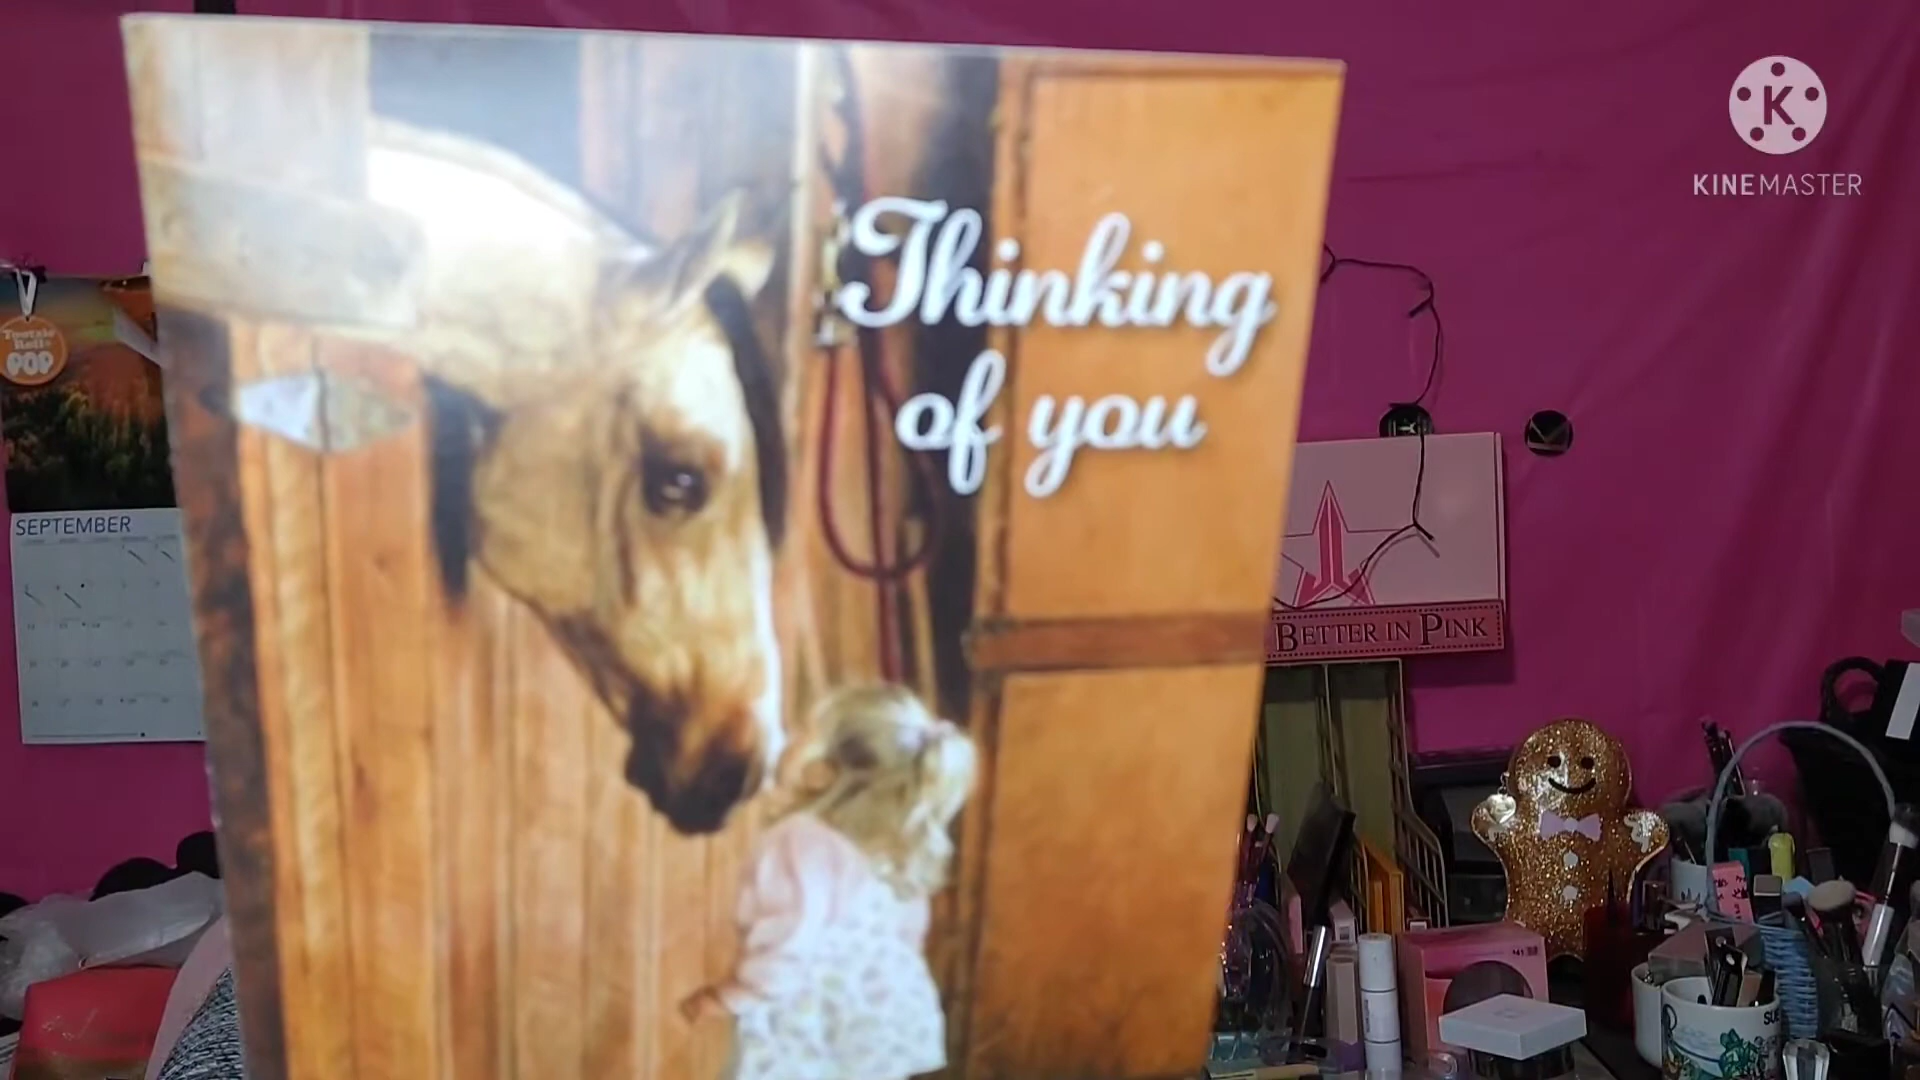 Thinking
of you
K
KINEMASTER
Tootsie
Roll
POP
SEPTEMBER
BETTER IN PINK